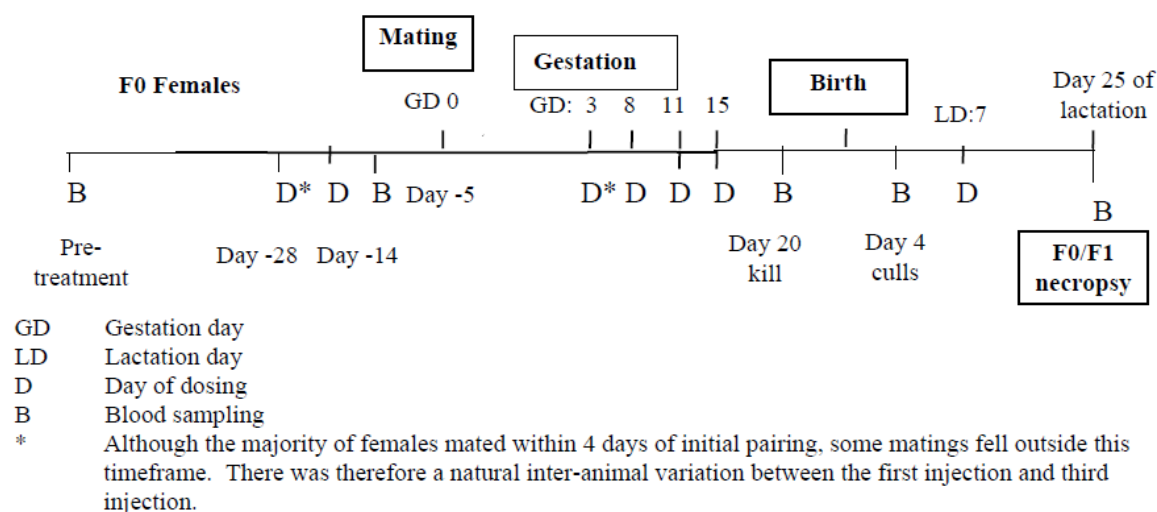 Mating
Gestation
Birth
F0 Females
Day 25 of
lactation
GD 0
GD: 3 8 11 15
LD:7
B D* D B Day -5 D* D D D B B D B
Pre-
treatment
Day -28 Day -14
Day 20
kill
Day 4
culls
F0/F1
necropsy
GD Gestation day
LD Lactation day
D Day of dosing
B Blood sampling
* Although the majority of females mated within 4 days of initial pairing, some matings fell outside this
timeframe. There was therefore a natural inter-animal variation between the first injection and third
injection.